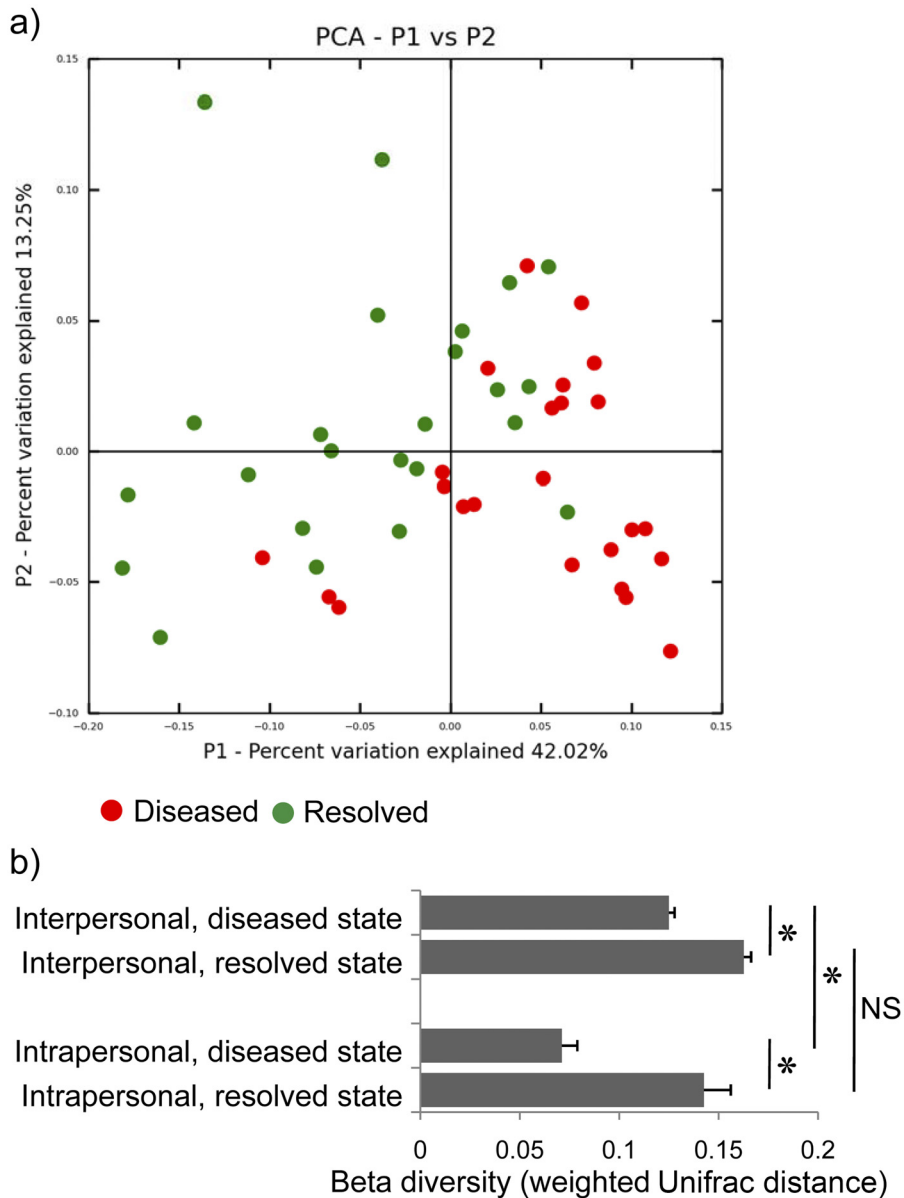 a)
PCA - P1 vs P2
0.15
0.10
0.05
0.00
−0.05
−0.10
P2 - Percent variation explained 13.25%
−0.20 −0.15 −0.10 −0.05 0.00 0.05 0.10 0.15
P1 - Percent variation explained 42.02%
Diseased Resolved
b)
Interpersonal, diseased state
*
Interpersonal, resolved state
*
NS
Intrapersonal, diseased state
*
Intrapersonal, resolved state
0 0.05 0.1 0.15 0.2
Beta diversity (weighted Unifrac distance)